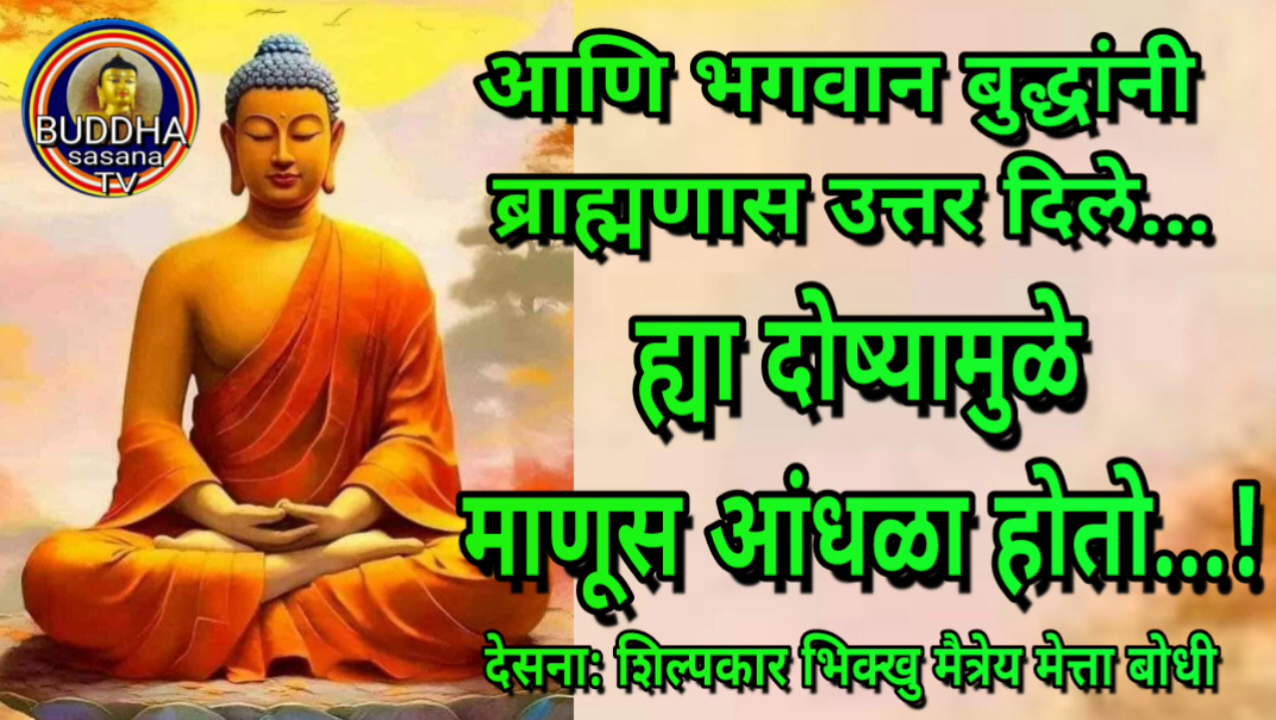 BUDDHA
sasana
TV
आणि भगवान बुद्धांनी
ब्राह्मणास उत्तर दिले...
ह्या दोष्यामुळे
माणूस आंधळा होतो...!
देसना: शिल्पकार भिक्खु मैत्रेय मेत्ता बोधी